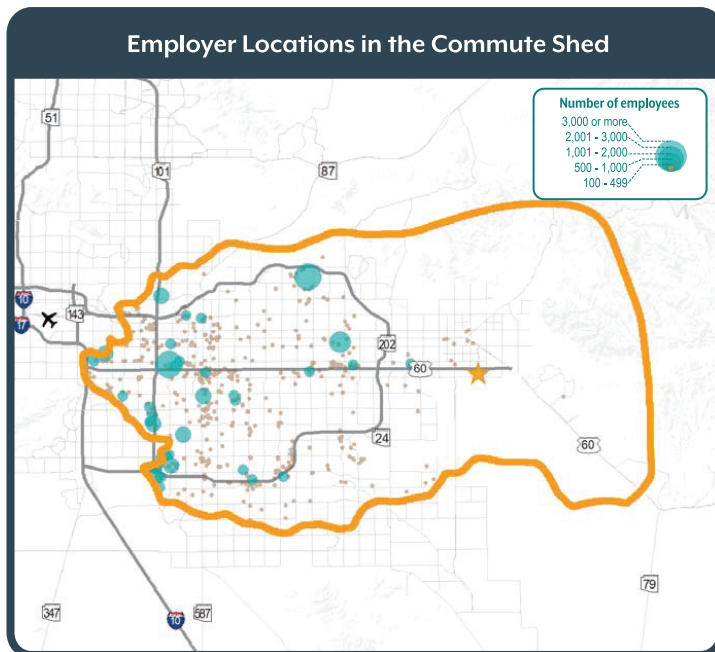 Employer Locations in the Commute Shed
Number of employees
3,000 or more
2,001 - 3,000
1,001 - 2,000
500 - 1,000
100 - 499
51
101
87
10
143
17
202
60
24
60
79
347
10
587